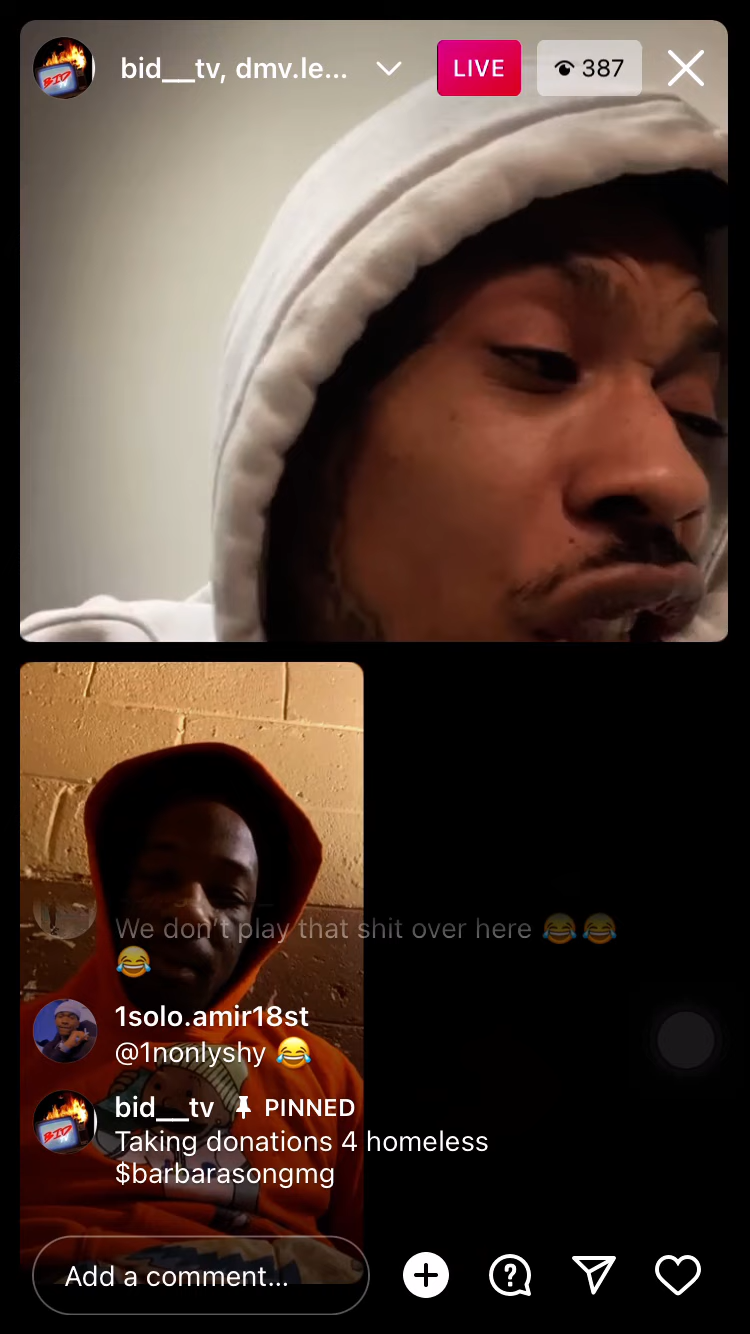 bid__tv, dmv.le...
LIVE
387
We don't play that shit over here 😂😂
😂
1solo.amir18st
@1nonlyshy 😂
bid__tv PINNED
Taking donations 4 homeless
$barbarasongmg
Add a comment...